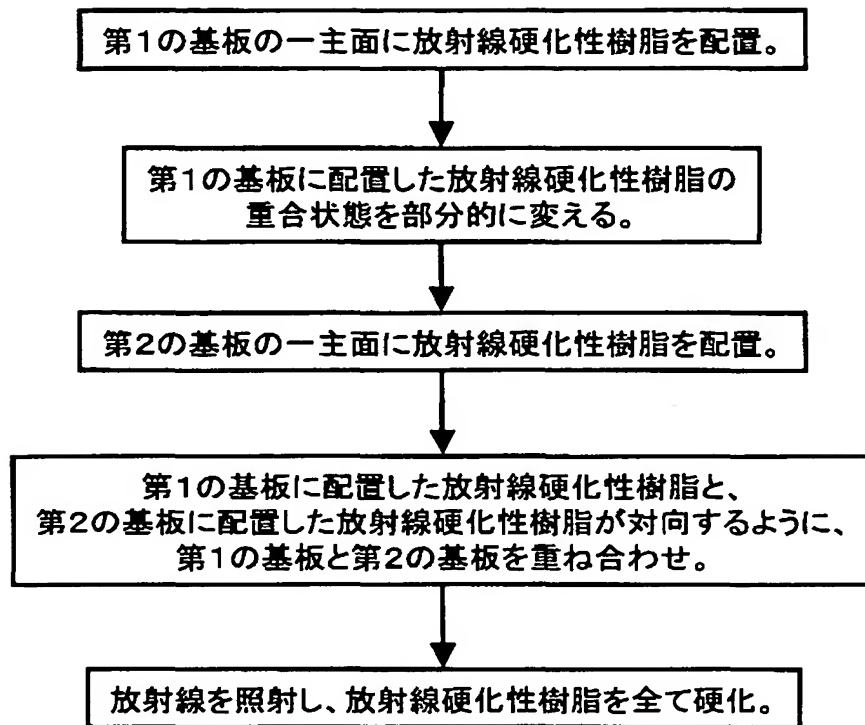 第1の基板の一主面に放射線硬化性樹脂を配置。
第1の基板に配置した放射線硬化性樹脂の
重合状態を部分的に変える。
第2の基板の一主面に放射線硬化性樹脂を配置。
第1の基板に配置した放射線硬化性樹脂と、
第2の基板に配置した放射線硬化性樹脂が対向するように、
第1の基板と第2の基板を重ね合わせ。
放射線を照射し、放射線硬化性樹脂を全て硬化。